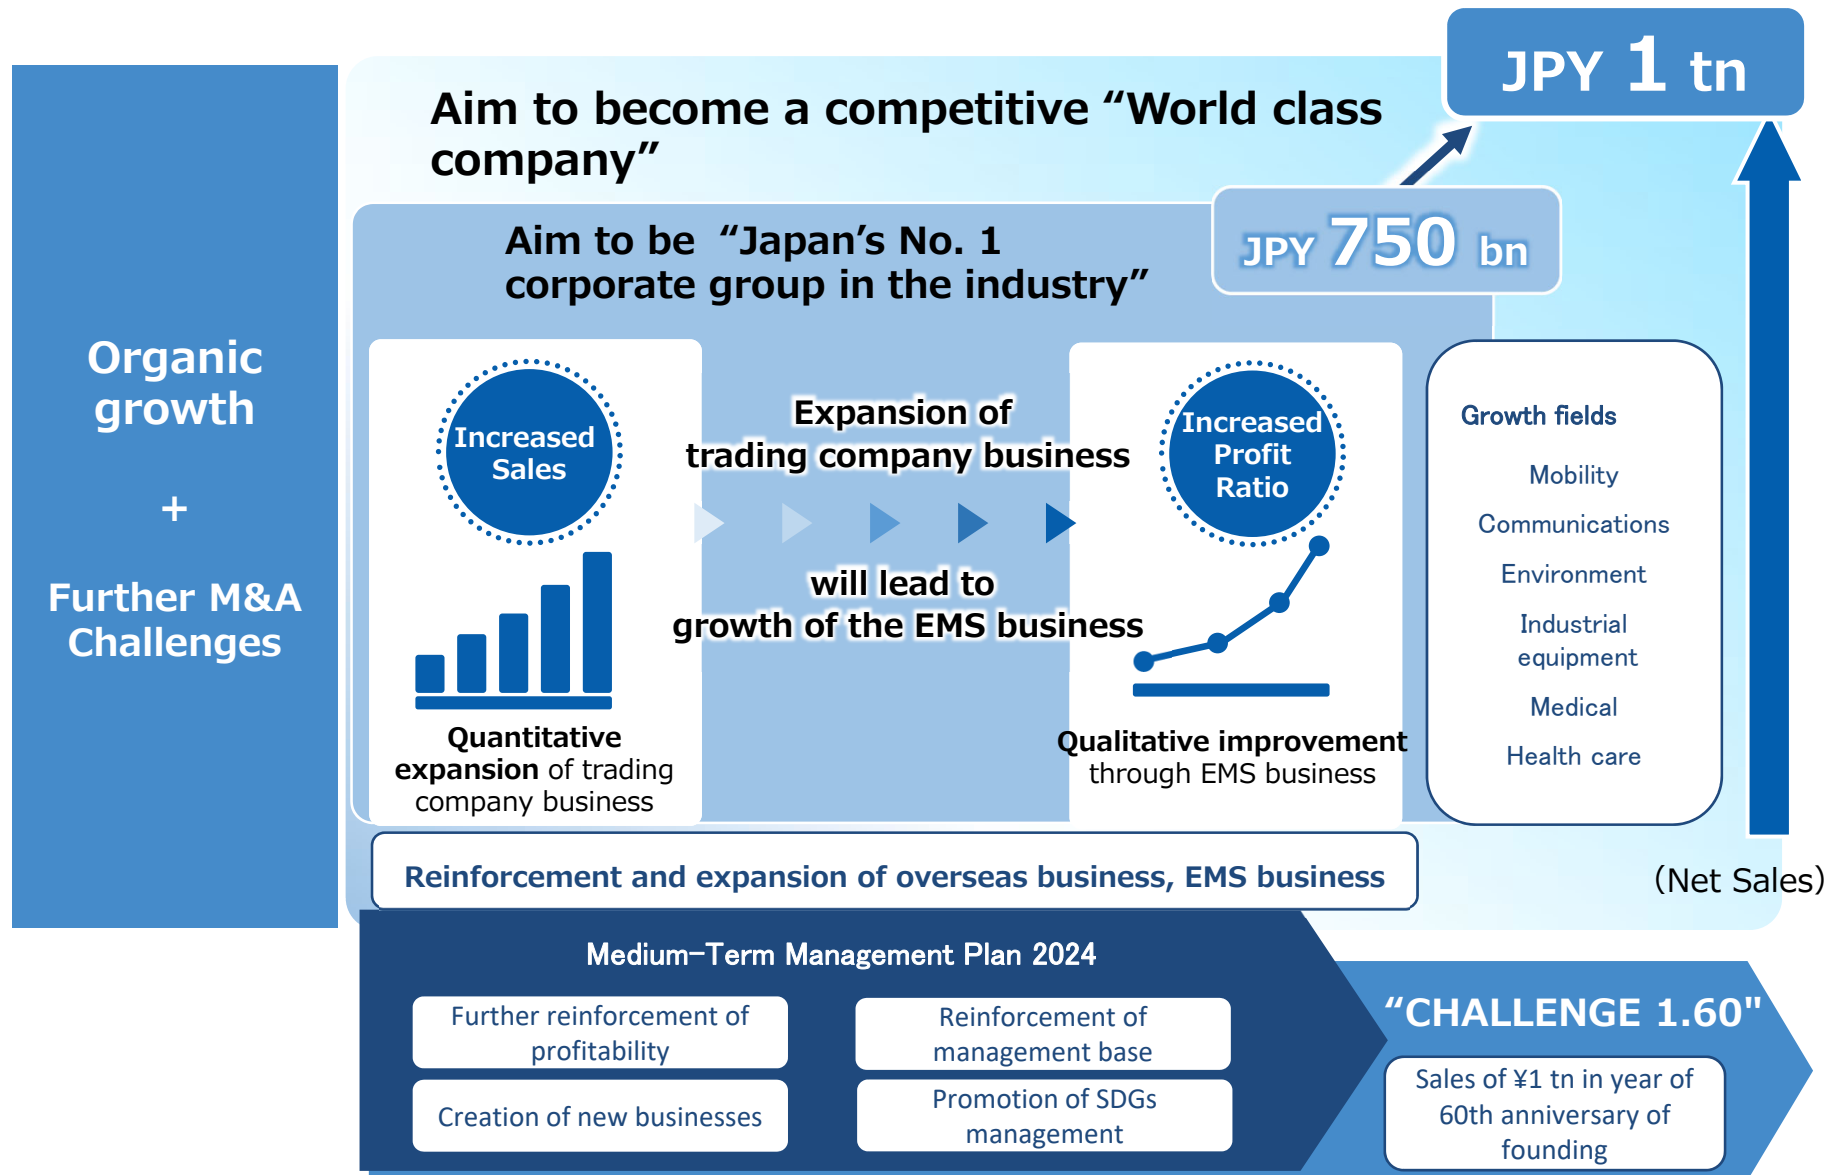 JPY 1 tn
Aim to become a competitive “World class
company”
Aim to be “Japan’s No. 1
corporate group in the industry”
JPY 750 bn
Organic
growth
+
Further M&A
Challenges
Increased
Sales
Quantitative
expansion of trading
company business
Expansion of
trading company business
will lead to
growth of the EMS business
Increased
Profit
Ratio
Qualitative improvement
through EMS business
Growth fields
Mobility
Communications
Environment
Industrial
equipment
Medical
Health care
Reinforcement and expansion of overseas business, EMS business
(Net Sales)
Medium-Term Management Plan 2024
Further reinforcement of
profitability
Reinforcement of
management base
Creation of new businesses
Promotion of SDGs
management
“CHALLENGE 1.60"
Sales of ¥1 tn in year of
60th anniversary of
founding